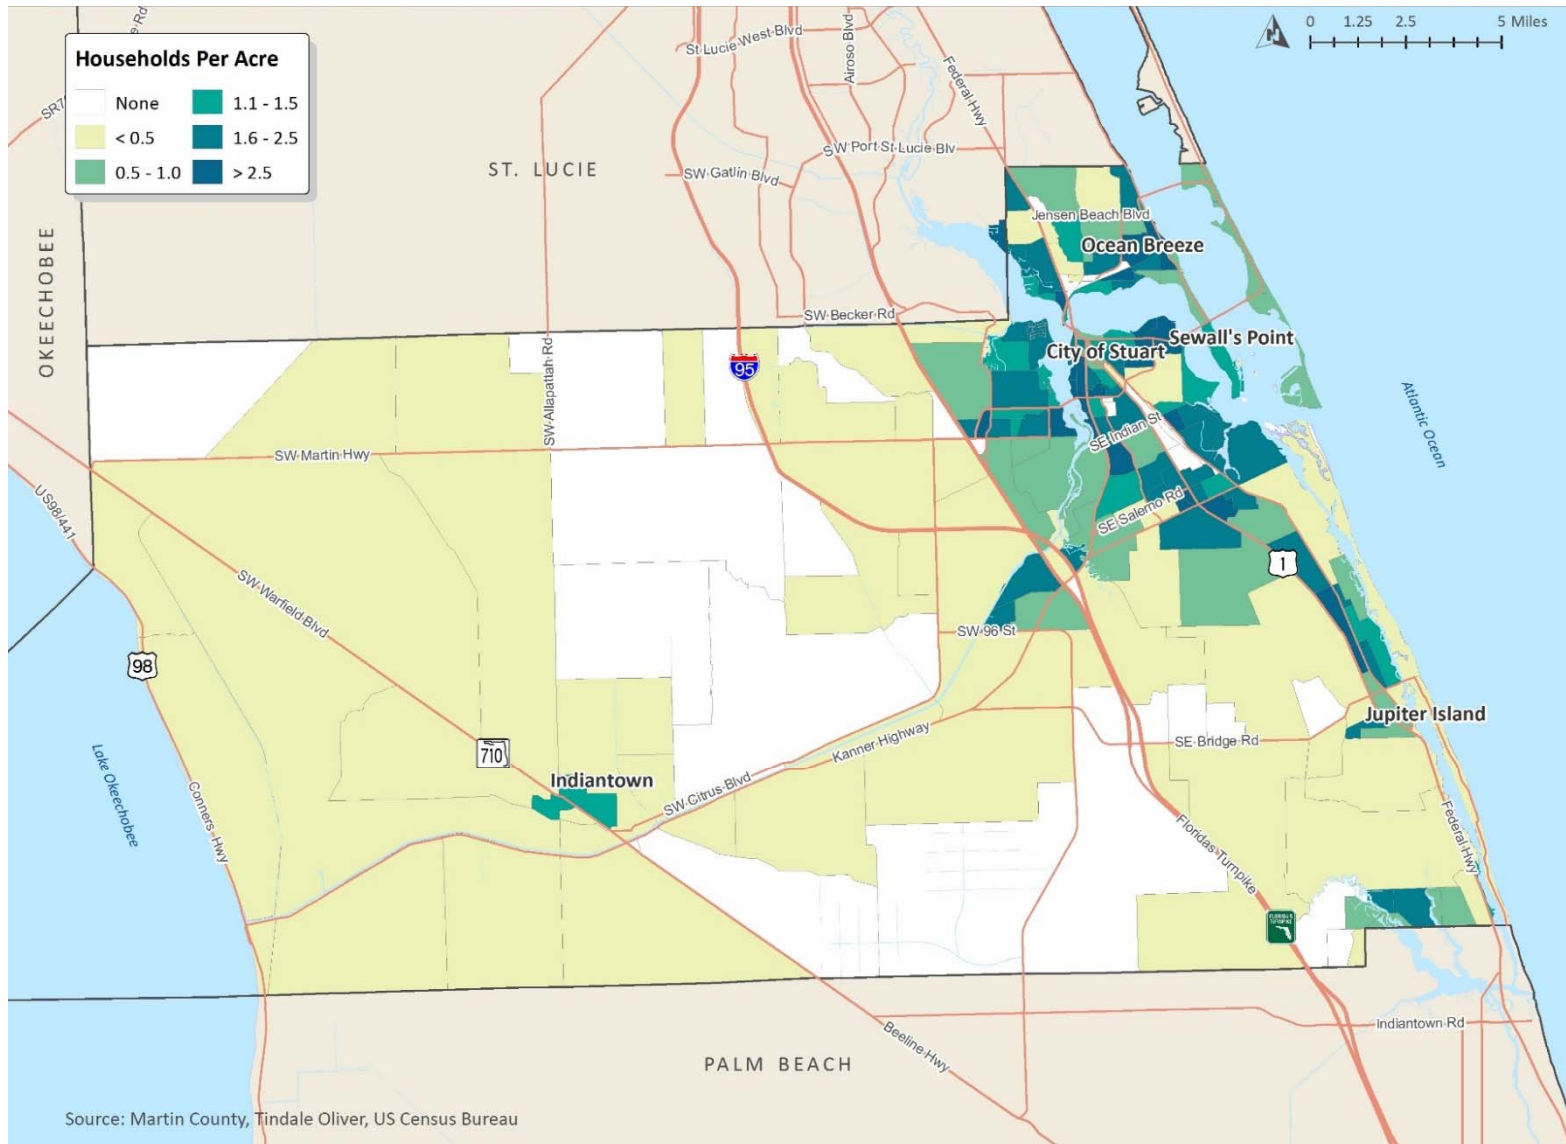 Households Per Acre
None
< 0.5
0.5 - 1.0
1.1 - 1.5
1.6 - 2.5
> 2.5
0 1.25 2.5 5 Miles
N
St Lucie West Blvd
Airoso Blvd
Federal Hwy
SW Port St Lucie Blv
SW Gatlin Blvd
ST. LUCIE
OKEECHOBEE
Jensen Beach Blvd
Ocean Breeze
SW Becker Rd
Sewall's Point
City of Stuart
95
SW Allapattah Rd
Atlantic Ocean
SE Indian St
SW Martin Hwy
US98/441
SE Salerno Rd
1
SW Warfield Blvd
SW 96 St
98
Jupiter Island
Kanner Highway
SE Bridge Rd
710
Indiantown
SW Citrus Blvd
Lake Okeechobee
Conners Hwy
Floridas Turnpike
Federal Hwy
FLORIDA'S
TURNPIKE
Indiantown Rd
Beeline Hwy
PALM BEACH
Source: Martin County, Tindale Oliver, US Census Bureau